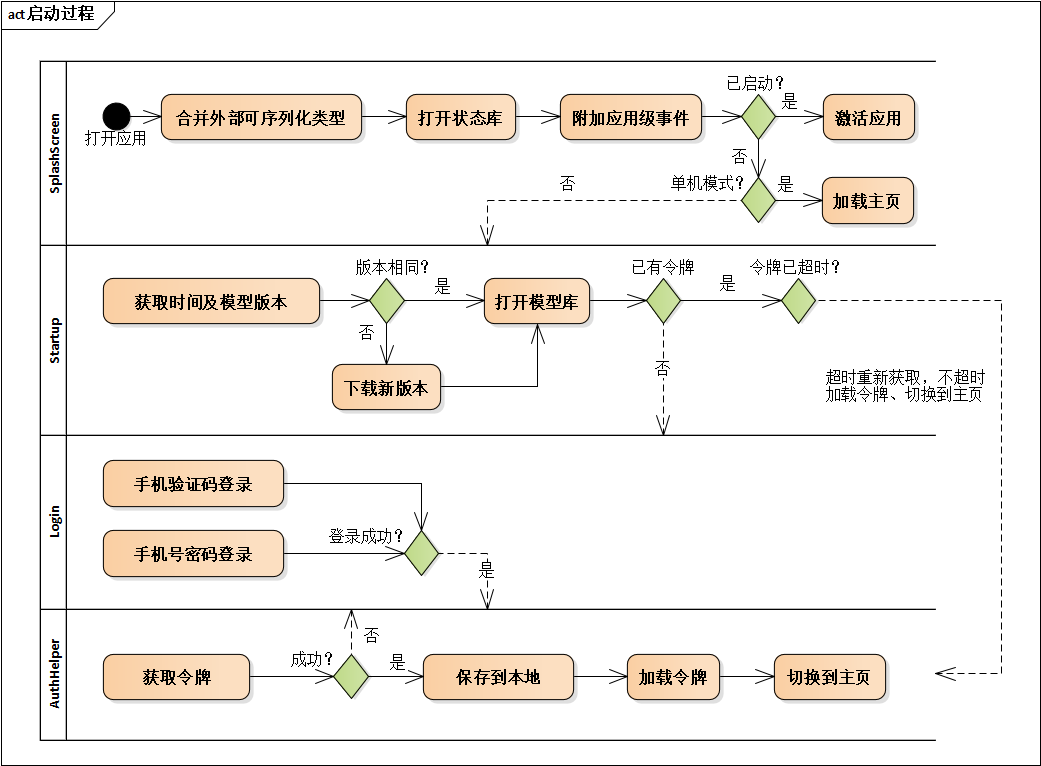 act 启动过程
SplashScreen
打开应用
合并外部可序列化类型
打开状态库
附加应用级事件
已启动？
是
激活应用
否
单机模式？
是
加载主页
否
Startup
获取时间及模型版本
版本相同？
是
否
下载新版本
打开模型库
已有令牌
是
令牌已超时？
否
超时重新获取，不超时
加载令牌、切换到主页
Login
手机验证码登录
手机号密码登录
登录成功？
是
AuthHelper
获取令牌
成功？
否
是
保存到本地
加载令牌
切换到主页